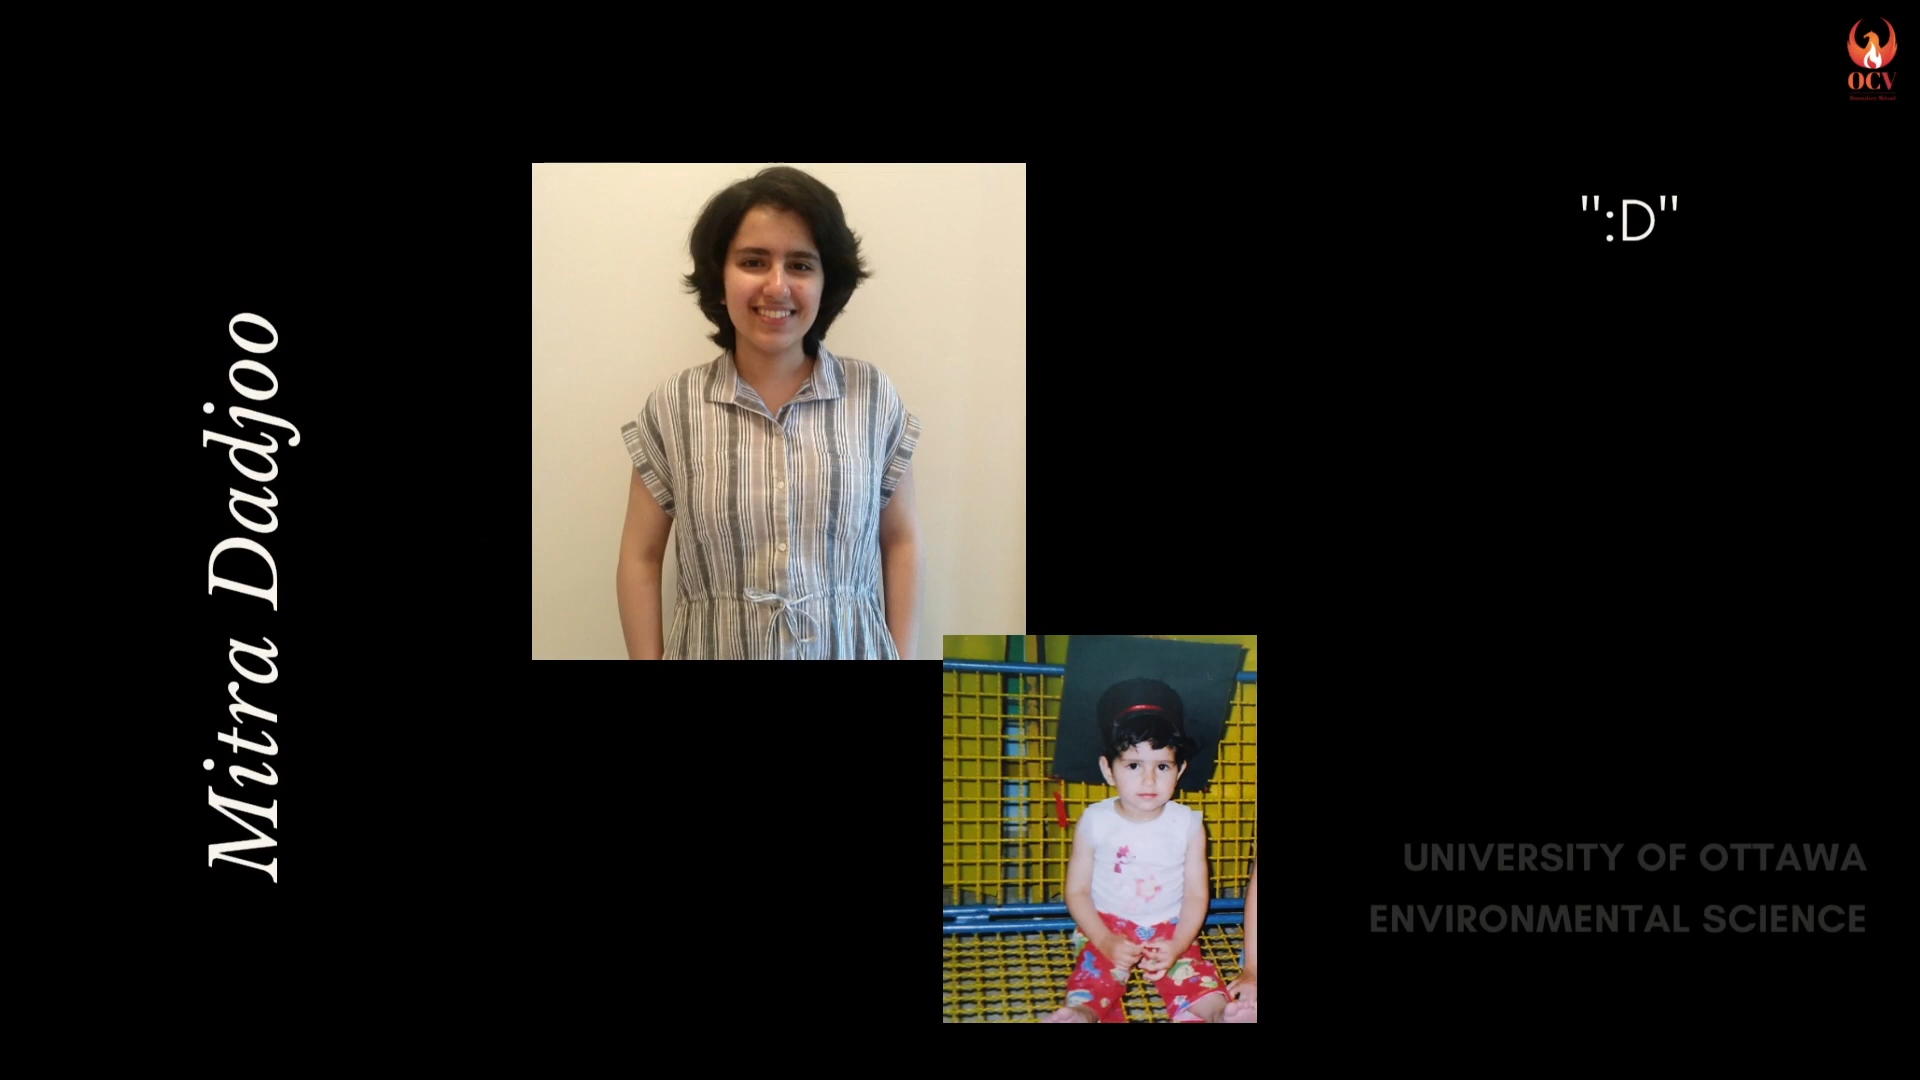 Mitra Dadjoo
OCV
":D"
UNIVERSITY OF OTTAWA
ENVIRONMENTAL SCIENCE